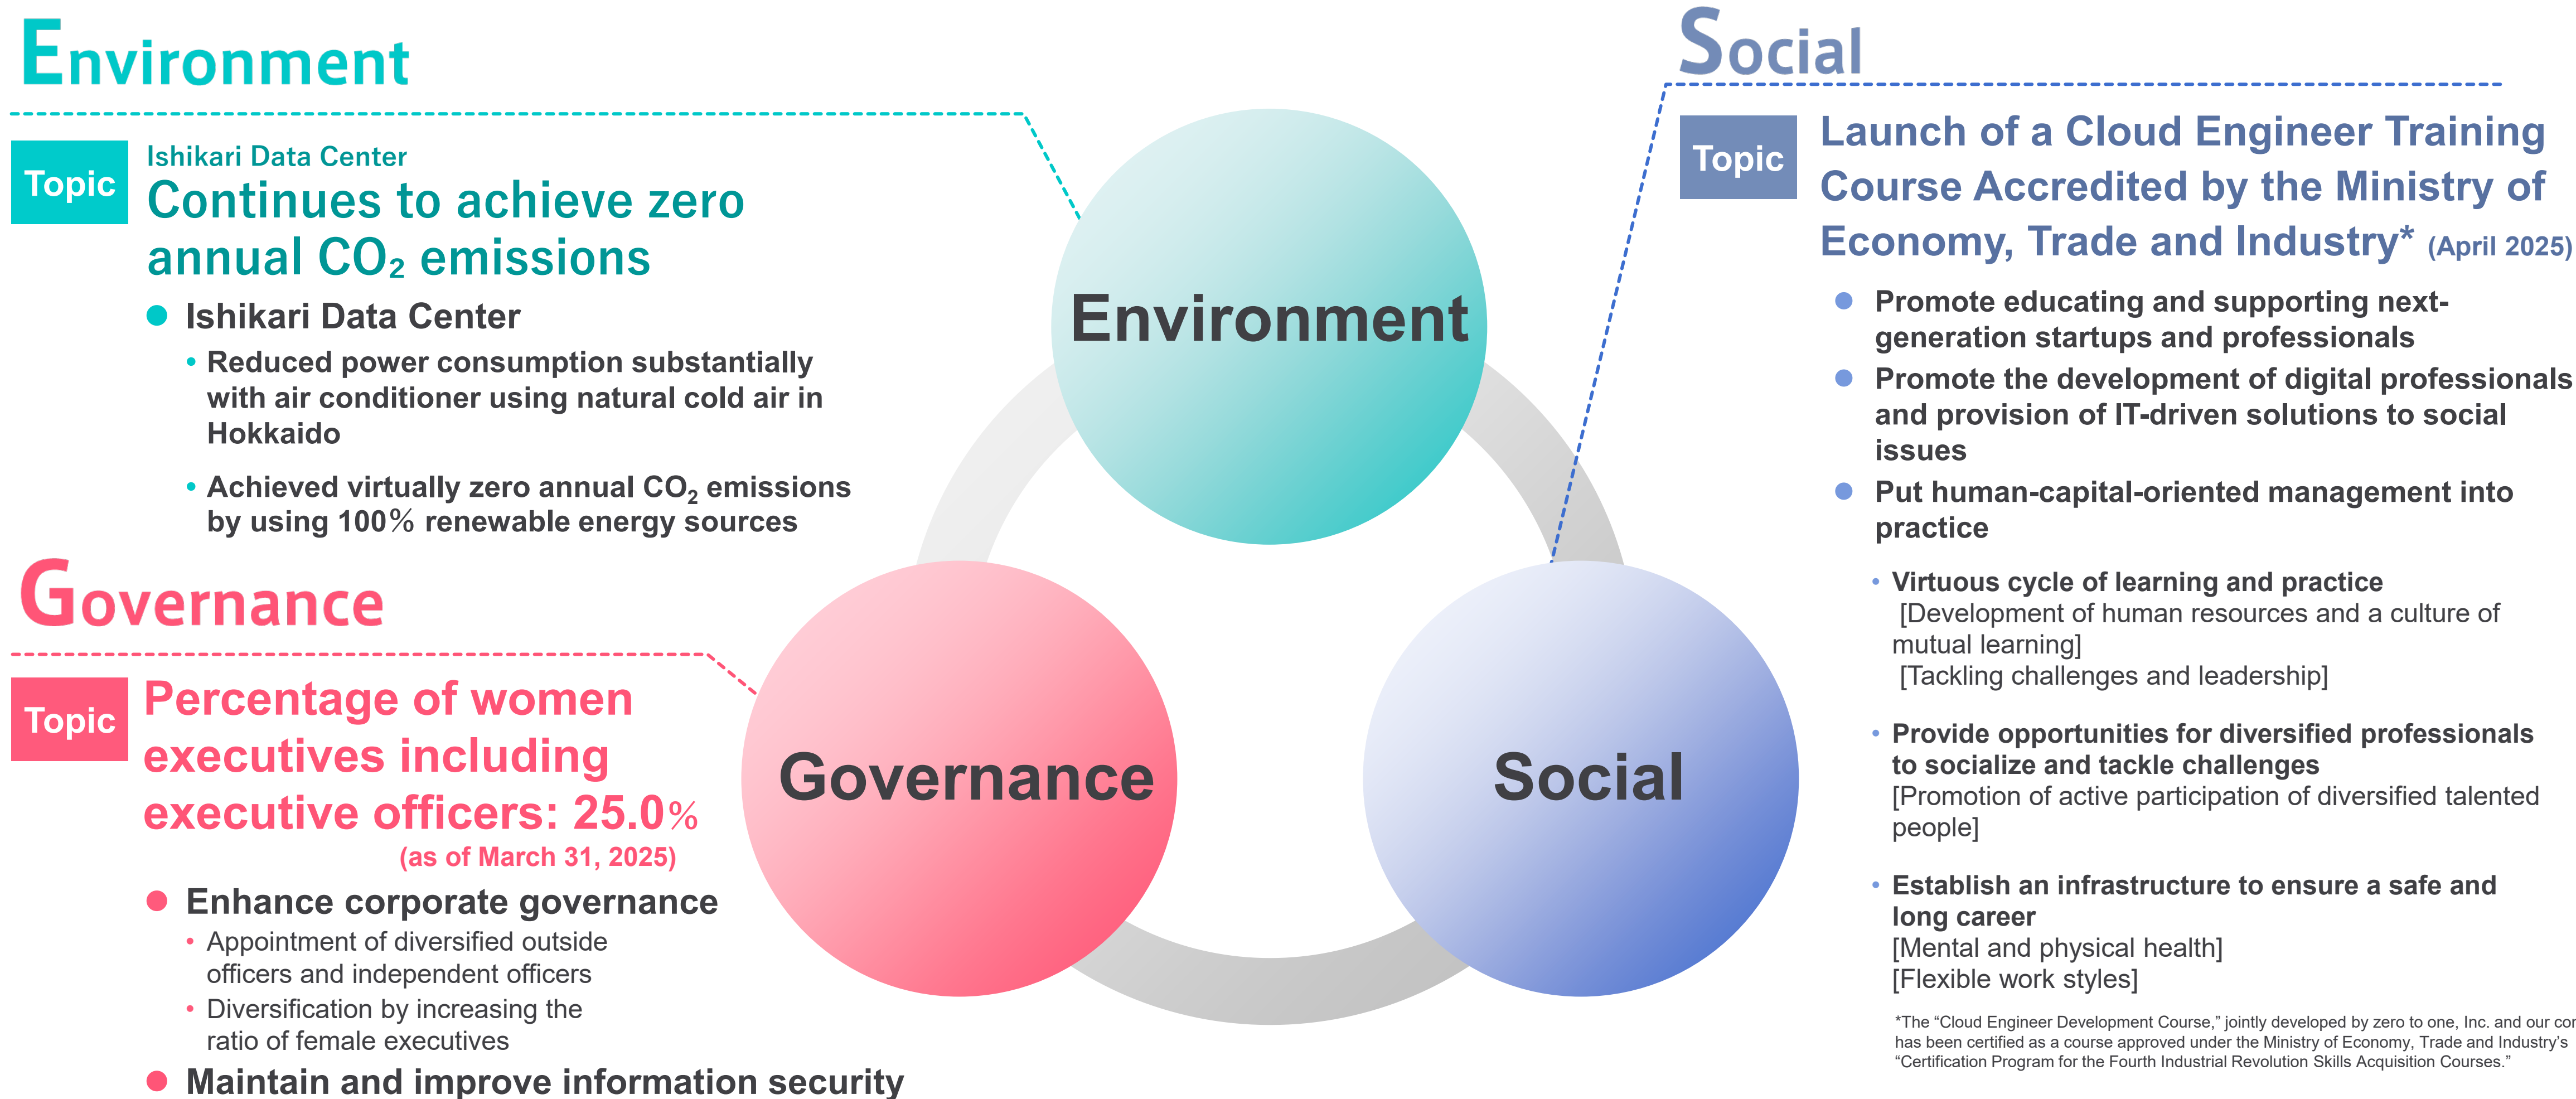 Environment
Topic
Ishikari Data Center
Continues to achieve zero
annual CO₂ emissions
● Ishikari Data Center
• Reduced power consumption substantially
with air conditioner using natural cold air in
Hokkaido
• Achieved virtually zero annual CO₂ emissions
by using 100% renewable energy sources
Governance
Topic
Percentage of women
executives including
executive officers: 25.0%
(as of March 31, 2025)
● Enhance corporate governance
• Appointment of diversified outside
officers and independent officers
• Diversification by increasing the
ratio of female executives
● Maintain and improve information security
Environment
Governance
Social
Social
Topic
Launch of a Cloud Engineer Training
Course Accredited by the Ministry of
Economy, Trade and Industry* (April 2025)
● Promote educating and supporting next-
generation startups and professionals
● Promote the development of digital professionals
and provision of IT-driven solutions to social
issues
● Put human-capital-oriented management into
practice
• Virtuous cycle of learning and practice
[Development of human resources and a culture of
mutual learning]
[Tackling challenges and leadership]
• Provide opportunities for diversified professionals
to socialize and tackle challenges
[Promotion of active participation of diversified talented
people]
• Establish an infrastructure to ensure a safe and
long career
[Mental and physical health]
[Flexible work styles]
*The “Cloud Engineer Development Course,” jointly developed by zero to one, Inc. and our
has been certified as a course approved under the Ministry of Economy, Trade and Industry’s
“Certification Program for the Fourth Industrial Revolution Skills Acquisition Courses.”